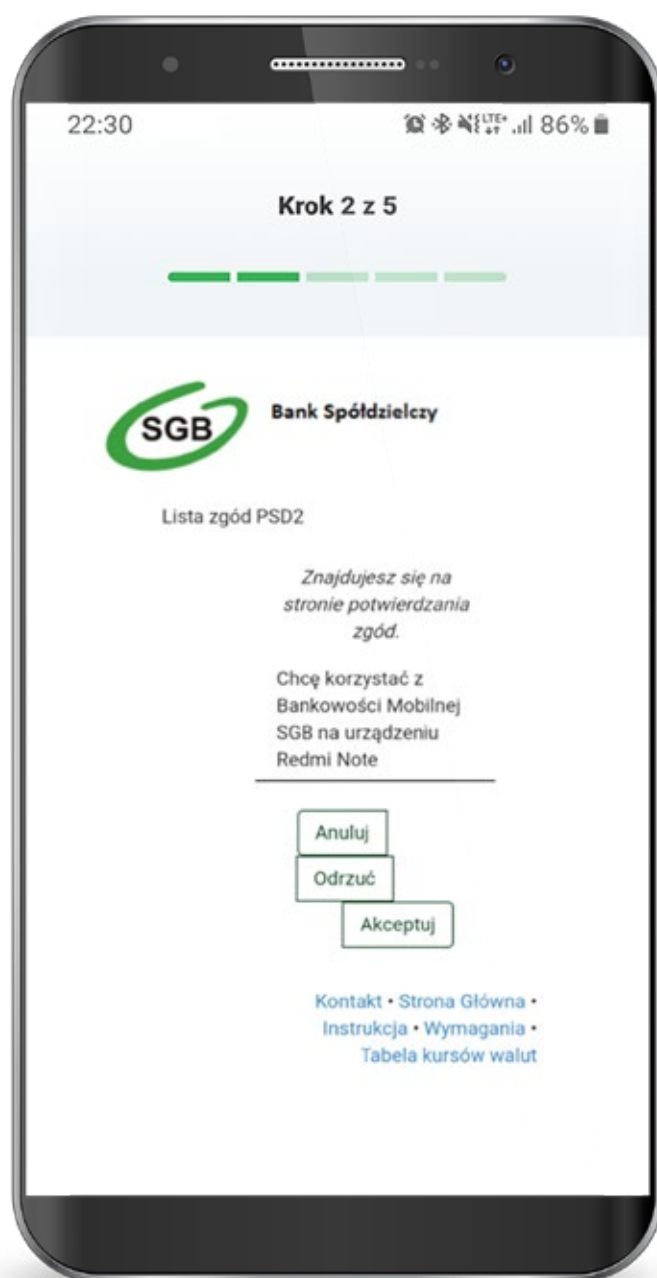 22:30 LTE+ 86%
Krok 2 z 5
SGB Bank Spółdzielczy
Lista zgód PSD2
Znajdujesz się na
stronie potwierdzania
zgód.
Chcę korzystać z
Bankowości Mobilnej
SGB na urządzeniu
Redmi Note
Anuluj
Odrzuć
Akceptuj
Kontakt • Strona Główna •
Instrukcja • Wymagania •
Tabela kursów walut